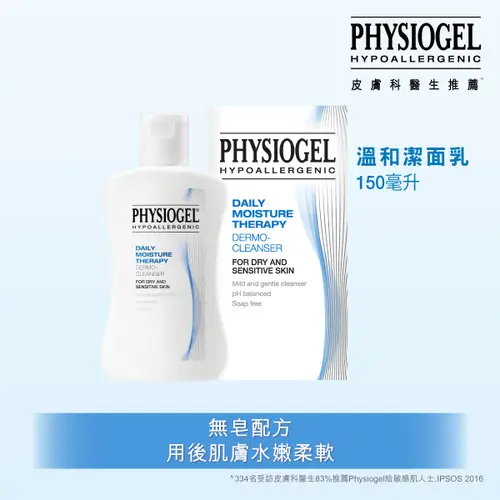 PHYSIOGEL
HYPOALLERGENIC
皮膚科醫生推薦^
溫和潔面乳
150毫升
PHYSIOGEL
HYPOALLERGENIC
DAILY
MOISTURE
THERAPY
DERMO-
CLEANSER
FOR DRY AND
SENSITIVE SKIN
Mild and gentle cleanser
pH balanced
Soap free
PHYSIOGEL
HYPOALLERGENIC
DAILY
MOISTURE
THERAPY
DERMO-
CLEANSER
FOR DRY AND
SENSITIVE SKIN
無皂配方
用後肌膚水嫩柔軟
^334名受訪皮膚科醫生83%推薦Physiogel給敏感肌人士,IPSOS 2016